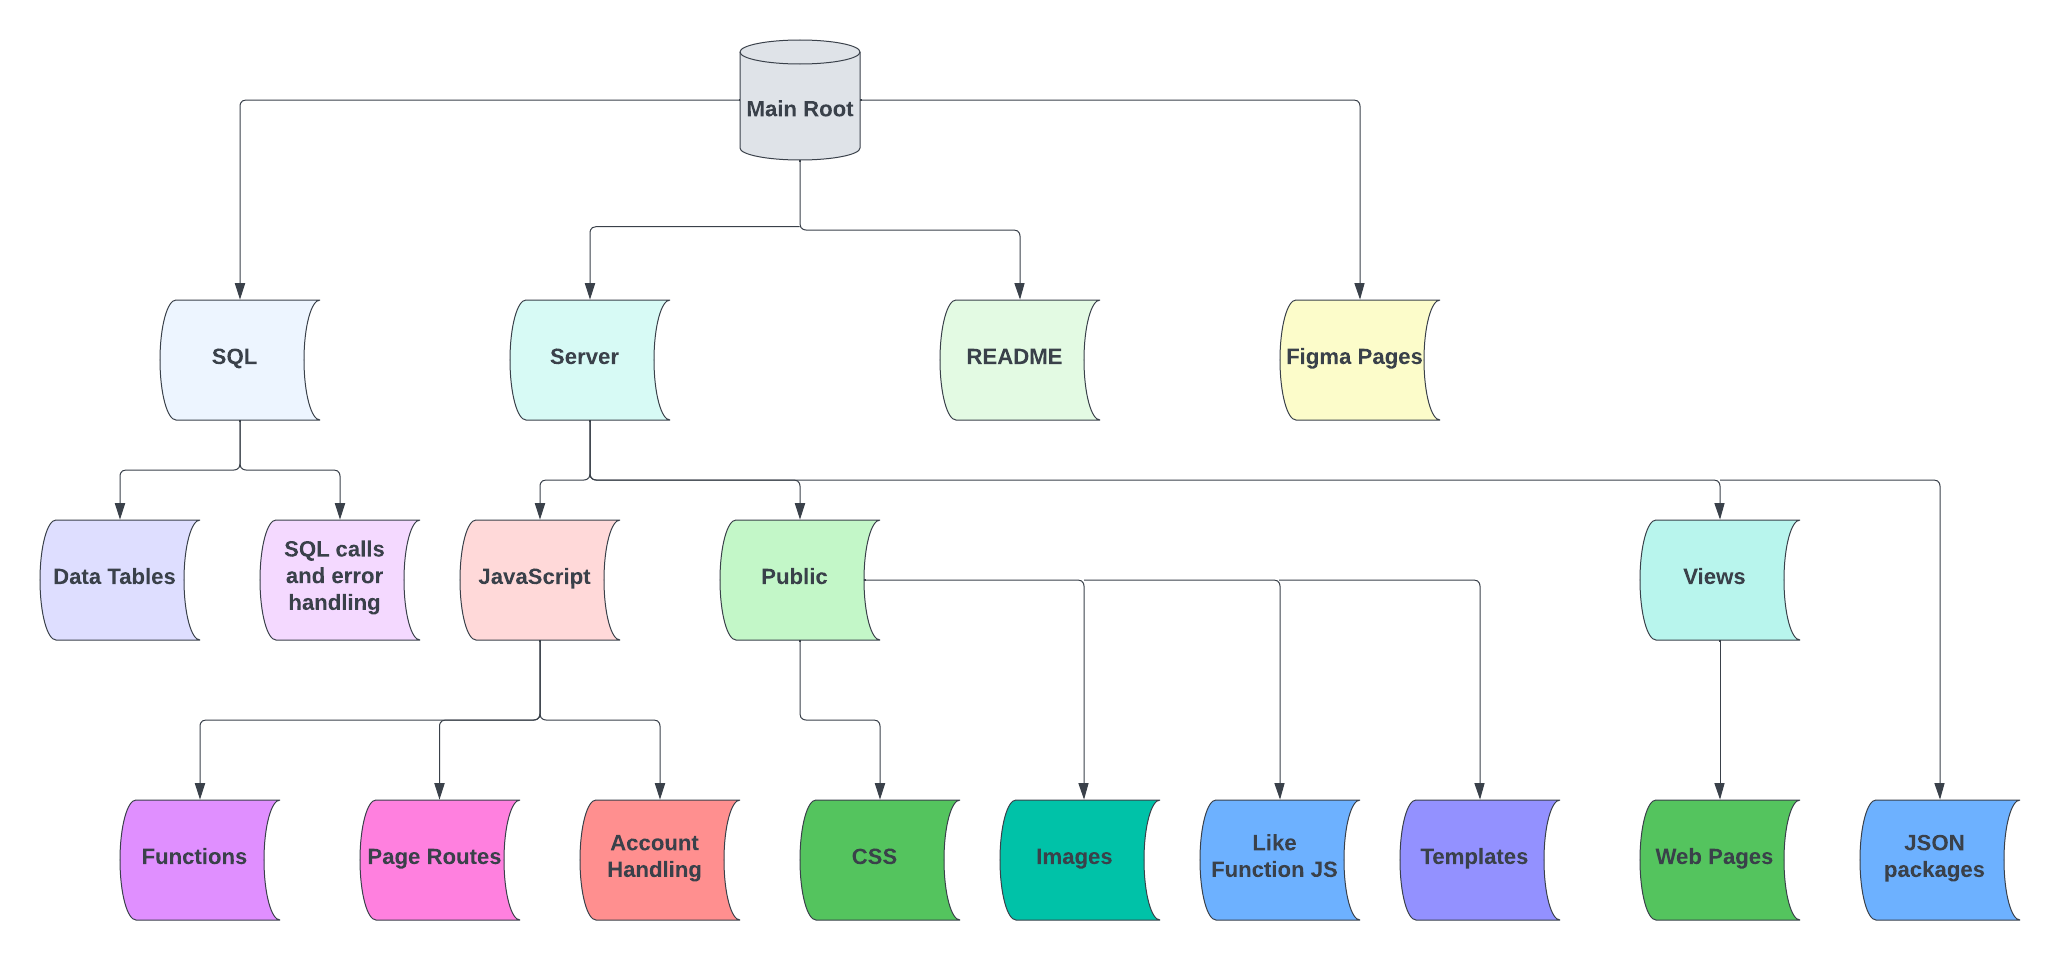 Main Root
SQL
Server
README
Figma Pages
Data Tables
SQL calls
and error
handling
JavaScript
Public
Views
Functions
Page Routes
Account
Handling
CSS
Images
Like
Function JS
Templates
Web Pages
JSON
packages